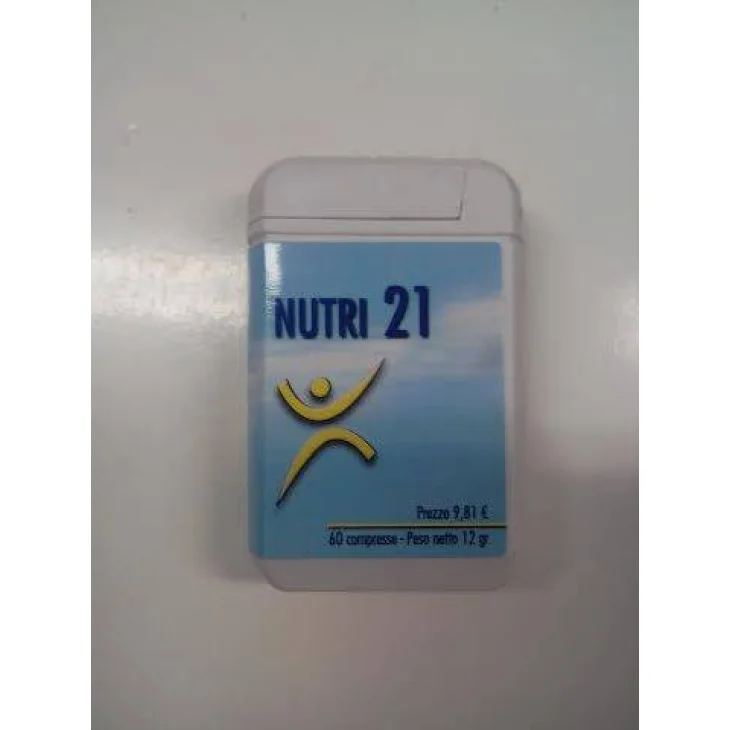 NUTRI 21
Prezzo 9,81 €
60 compresse - Peso netto 12 gr.